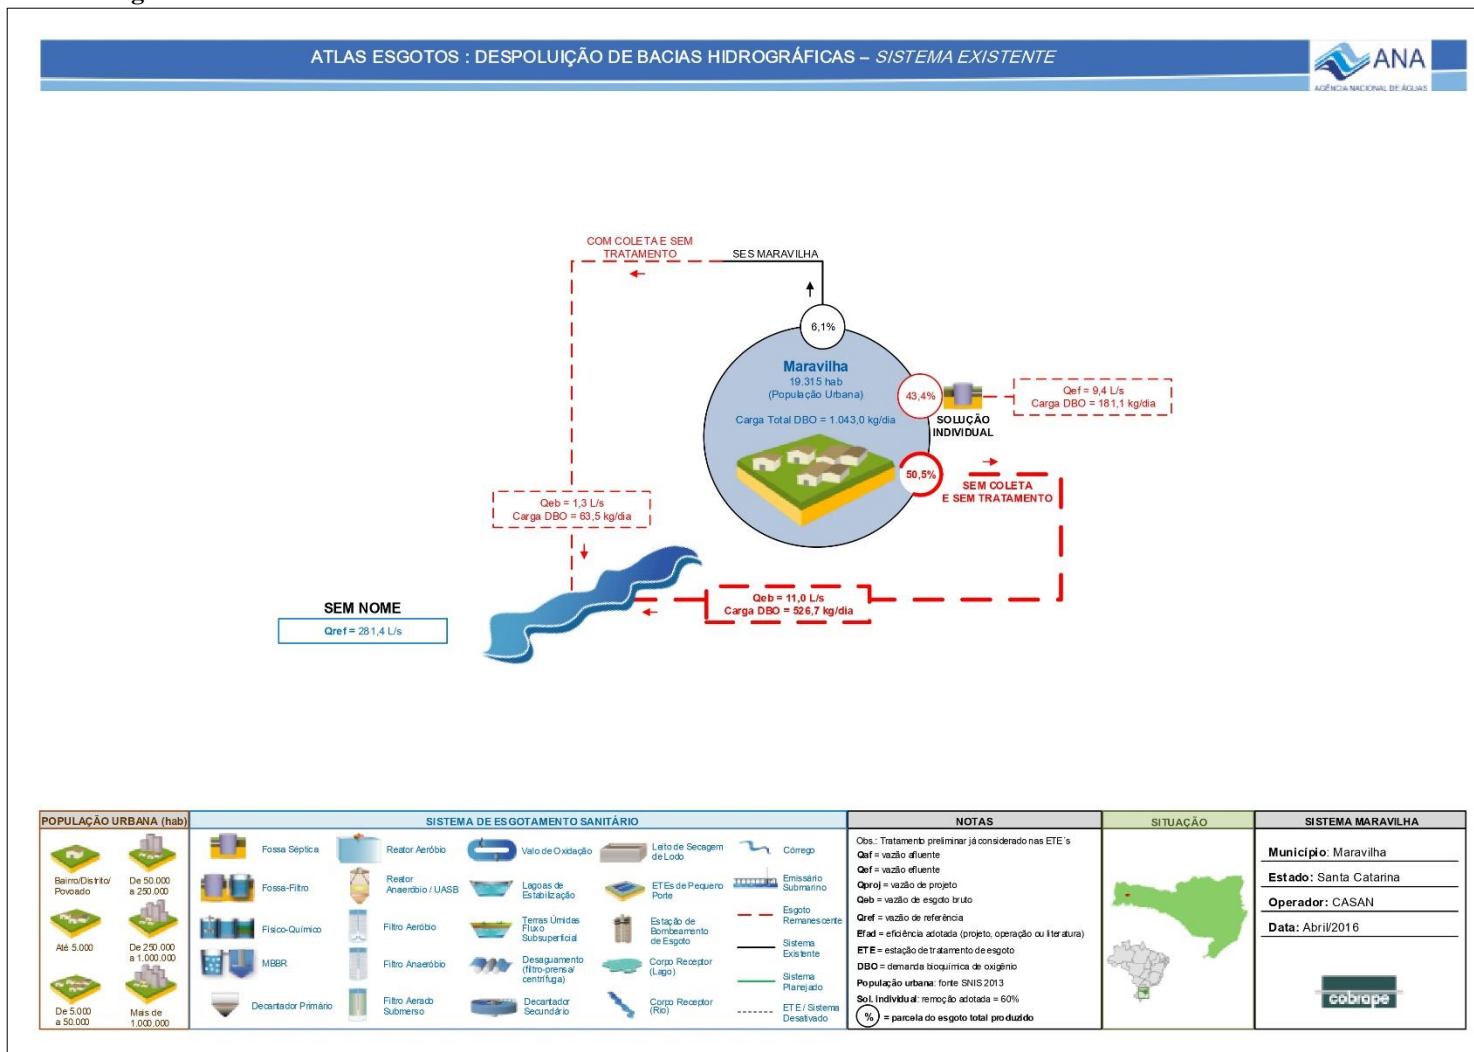 ATLAS ESGOTOS : DESPOLUIÇÃO DE BACIAS HIDROGRÁFICAS – SISTEMA EXISTENTE
ANA
AGÊNCIA NACIONAL DE ÁGUAS
COM COLETA E SEM
TRATAMENTO
SES MARAVILHA
6,1%
Maravilha
19.315 hab
(População Urbana)
Carga Total DBO = 1.043,0 kg/dia
43,4%
SOLUÇÃO
INDIVIDUAL
Qef = 9,4 L/s
Carga DBO = 181,1 kg/dia
50,5%
SEM COLETA
E SEM TRATAMENTO
Qeb = 1,3 L/s
Carga DBO = 63,5 kg/dia
Qeb = 11,0 L/s
Carga DBO = 526,7 kg/dia
SEM NOME
Qref = 281,4 L/s
POPULAÇÃO URBANA (hab)
Bairro/Distrito/
Povoado
De 50.000
a 250.000
Até 5.000
De 250.000
a 1.000.000
De 5.000
a 50.000
Mais de
1.000.000
SISTEMA DE ESGOTAMENTO SANITÁRIO
Fossa Séptica
Fossa-Filtro
Físico-Químico
MBBR
Decantador Primário
Reator Aeróbio
Reator
Anaeróbio / UASB
Filtro Aeróbio
Filtro Anaeróbio
Filtro Aerado
Submerso
Valo de Oxidação
Lagoas de
Estabilização
Terras Úmidas
Fluxo
Subsuperficial
Desaguamento
(filtro-prensa/
centrífuga)
Decantador
Secundário
Leito de Secagem
de Lodo
ETEs de Pequeno
Porte
Estação de
Bombeamento
de Esgoto
Corpo Receptor
(Lago)
Corpo Receptor
(Rio)
Córrego
Emissário
Submarino
Esgoto
Remanescente
Sistema
Existente
Sistema
Planejado
ETE / Sistema
Desativado
NOTAS
Obs.: Tratamento preliminar já considerado nas ETE´s
Qaf = vazão afluente
Qef = vazão efluente
Qproj = vazão de projeto
Qeb = vazão de esgoto bruto
Qref = vazão de referência
Efad = eficiência adotada (projeto, operação ou literatura)
ETE = estação de tratamento de esgoto
DBO = demanda bioquímica de oxigênio
População urbana: fonte SNIS 2013
Sol. individual: remoção adotada = 60%
% = parcela do esgoto total produzido
SITUAÇÃO
SISTEMA MARAVILHA
Município: Maravilha
Estado: Santa Catarina
Operador: CASAN
Data: Abril/2016
cobrape